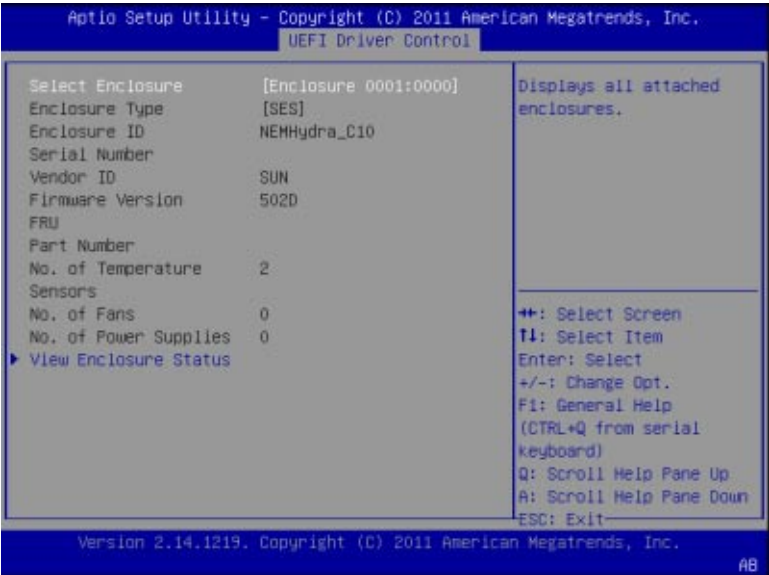 Aptio Setup Utility – Copyright (C) 2011 American Megatrends, Inc.
UEFI Driver Control
Select Enclosure [Enclosure 0001:0000]
Enclosure Type [SES]
Enclosure ID NEMHydra_C10
Serial Number
Vendor ID SUN
Firmware Version 502D
FRU
Part Number
No. of Temperature 2
Sensors
No. of Fans 0
No. of Power Supplies 0
View Enclosure Status
Displays all attached
enclosures.
→←: Select Screen
↑↓: Select Item
Enter: Select
+/-: Change Opt.
F1: General Help
(CTRL+Q from serial
keyboard)
Q: Scroll Help Pane Up
A: Scroll Help Pane Down
ESC: Exit
Version 2.14.1219. Copyright (C) 2011 American Megatrends, Inc.
AB